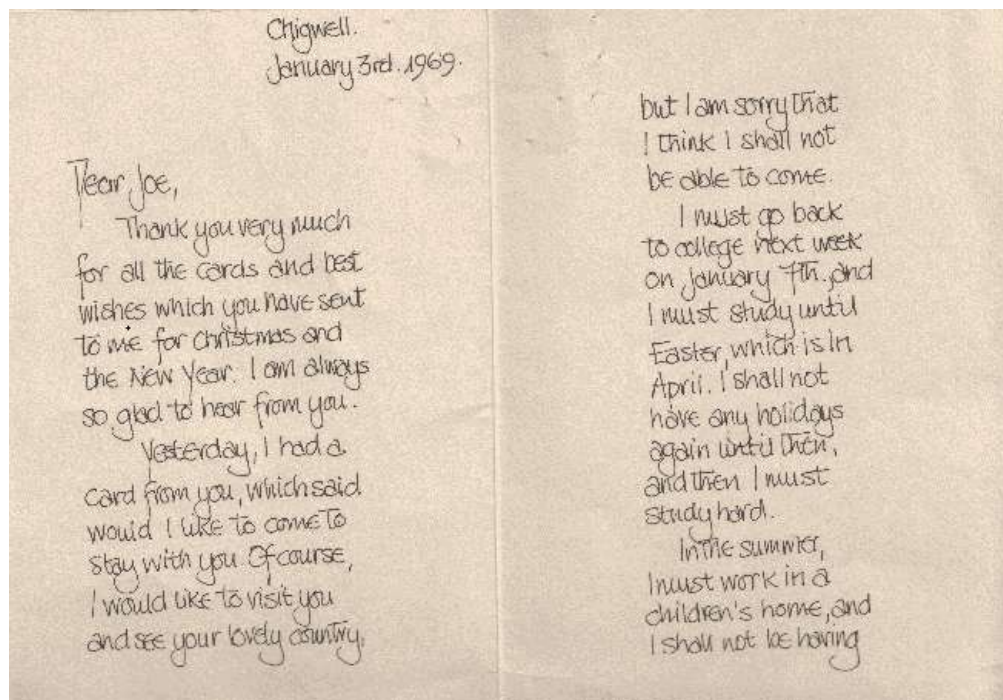 Chigwell.
January 3rd. 1969.
Dear Joe,
Thank you very much
for all the cards and best
wishes which you have sent
to me for Christmas and
the New Year. I am always
so glad to hear from you.
Yesterday, I had a
card from you, which said
would I like to come to
stay with you. Of course,
I would like to visit you
and see your lovely country,
but I am sorry that
I think I shall not
be able to come.
I must go back
to college next week
on January 7th, and
I must study until
Easter, which is in
April. I shall not
have any holidays
again until then,
and then I must
study hard.
In the summer,
I must work in a
children's home, and
I shall not be having